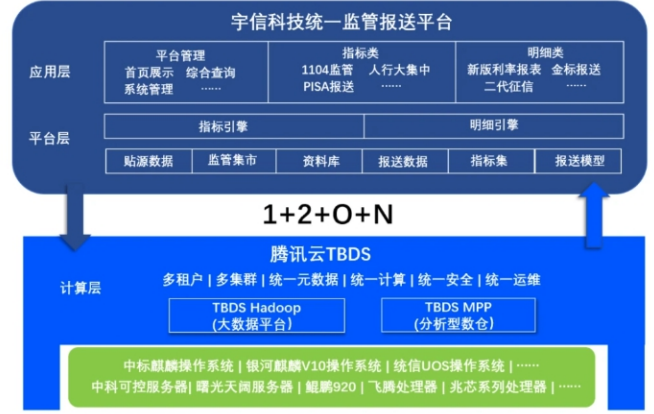 宇信科技统一监管报送平台
应用层
平台管理
首页展示 综合查询
系统管理 ……
指标类
1104监管 人行大集中
PISA报送 ……
明细类
新版利率报表 金标报送
二代征信 ……
平台层
指标引擎
明细引擎
贴源数据
监管集市
资料库
报送数据
指标集
报送模型
1+2+O+N
腾讯云TBDS
计算层
多租户 | 多集群 | 统一元数据 | 统一计算 | 统一安全 | 统一运维
TBDS Hadoop
(大数据平台)
TBDS MPP
(分析型数仓)
中标麒麟操作系统 | 银河麒麟V10操作系统 | 统信UOS操作系统 | ……
中科可控服务器| 曙光天阔服务器 | 鲲鹏920 | 飞腾处理器 | 兆芯系列处理器 | ……